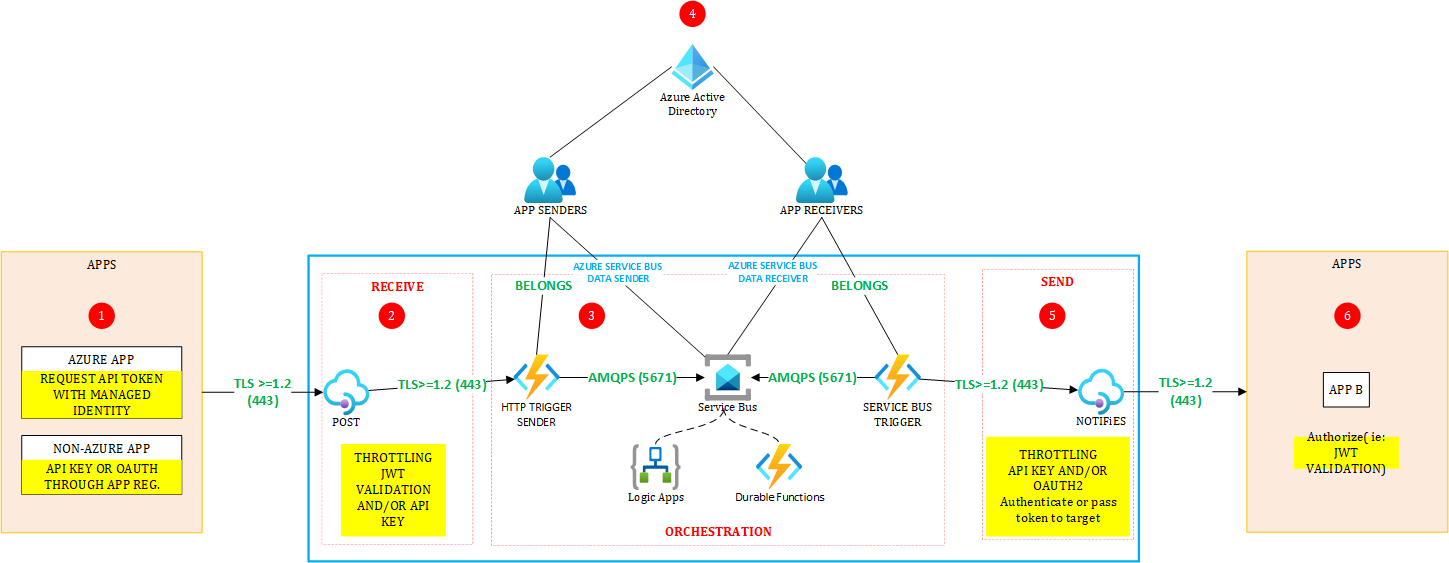 4
Azure Active
Directory
APP SENDERS
APP RECEIVERS
APPS
1
AZURE APP
REQUEST API TOKEN
WITH MANAGED
IDENTITY
NON-AZURE APP
API KEY OR OAUTH
THROUGH APP REG.
TLS >=1.2
(443)
RECEIVE
2
POST
THROTTLING
JWT
VALIDATION
AND/OR API
KEY
TLS>=1.2 (443)
3
AZURE SERVICE BUS
DATA SENDER
BELONGS
HTTP TRIGGER
SENDER
AMQPS (5671)
Service Bus
Logic Apps
Durable Functions
ORCHESTRATION
AZURE SERVICE BUS
DATA RECEIVER
BELONGS
AMQPS (5671)
SERVICE BUS
TRIGGER
TLS>=1.2 (443)
SEND
5
NOTIFiES
THROTTLING
API KEY AND/OR
OAUTH2
Authenticate or pass
token to target
TLS>=1.2
(443)
APPS
6
APP B
Authorize( ie:
JWT
VALIDATION)